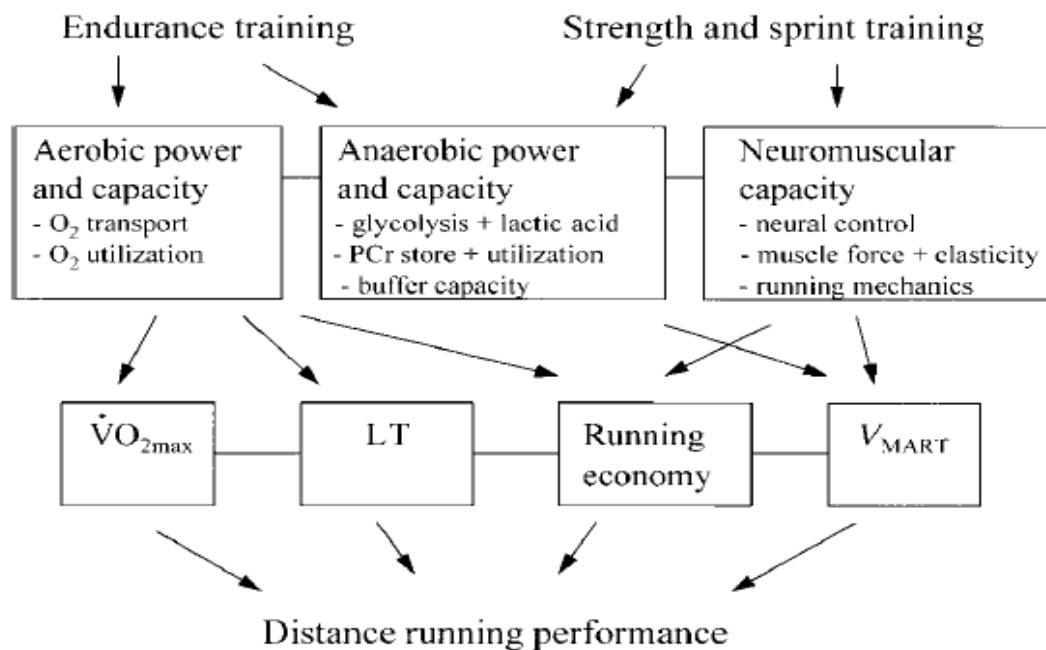 Endurance training
Strength and sprint training
Aerobic power
and capacity
- O₂ transport
- O₂ utilization
Anaerobic power
and capacity
- glycolysis + lactic acid
- PCr store + utilization
- buffer capacity
Neuromuscular
capacity
- neural control
- muscle force + elasticity
- running mechanics
V̇O₂max
LT
Running
economy
V_MART
Distance running performance